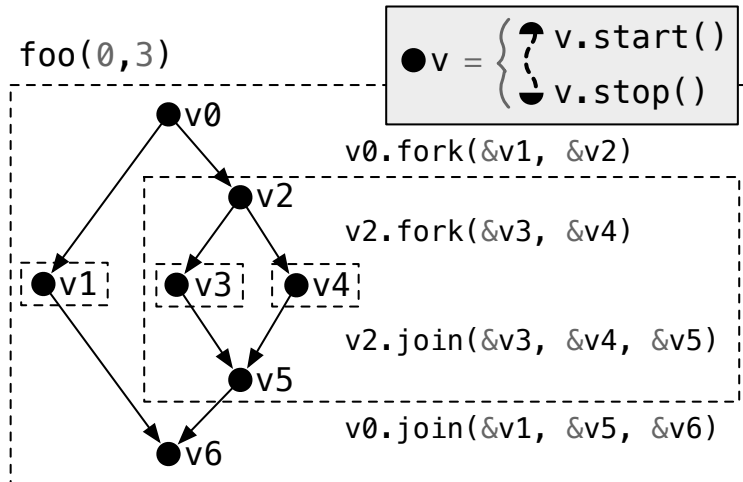 foo(0,3)
v = { v.start()
v.stop()
v0
v0.fork(&v1, &v2)
v2
v2.fork(&v3, &v4)
v1
v3
v4
v2.join(&v3, &v4, &v5)
v5
v0.join(&v1, &v5, &v6)
v6